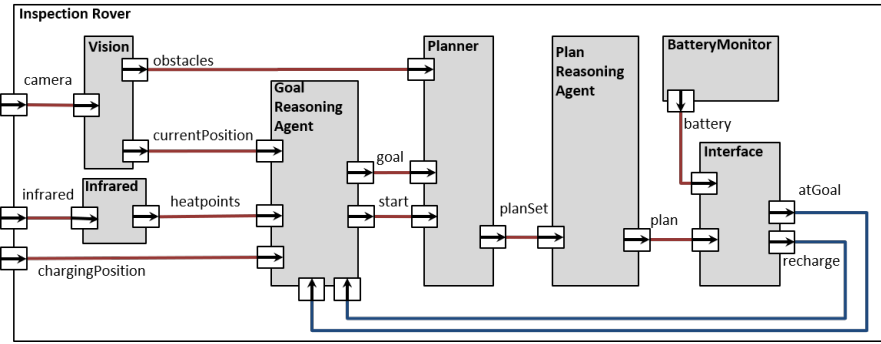 Inspection Rover
Vision
Planner
Plan
Reasoning
Agent
BatteryMonitor
obstacles
camera
Goal
Reasoning
Agent
battery
currentPosition
goal
Interface
infrared
Infrared
heatpoints
start
planSet
plan
atGoal
recharge
chargingPosition